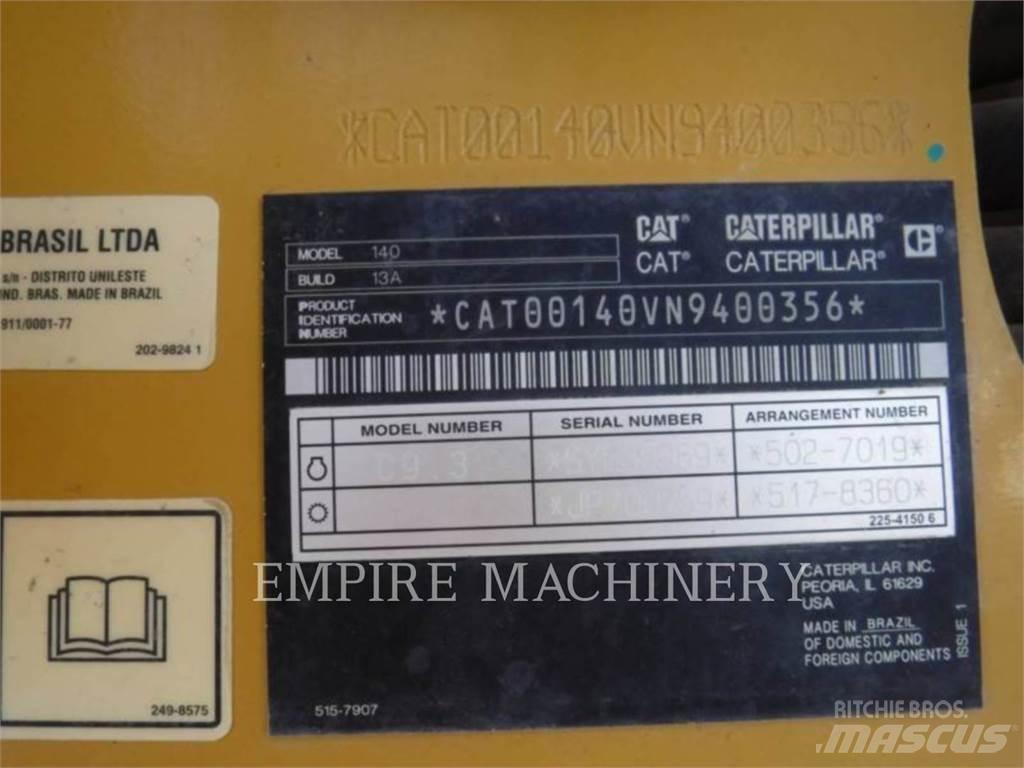 *CAT00140VN9400356*
BRASIL LTDA
s/n - DISTRITO UNILESTE
IND. BRAS. MADE IN BRAZIL
911/0001-77
202-9824 1
CAT® CATERPILLAR®
CAT® CATERPILLAR®
MODEL 140
BUILD 13A
PRODUCT
IDENTIFICATION
NUMBER
*CAT00140VN9400356*
MODEL NUMBER SERIAL NUMBER ARRANGEMENT NUMBER
C9.3 *502-7019*
*517-8360*
225-4150 6
EMPIRE MACHINERY
CATERPILLAR INC.
PEORIA, IL 61629
USA
MADE IN BRAZIL
OF DOMESTIC AND
FOREIGN COMPONENTS
ISSUE 1
249-8575
515-7907
RITCHIE BROS.
MASCUS